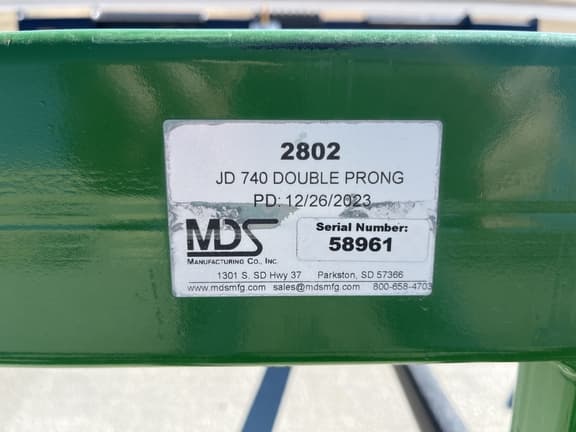 2802
JD 740 DOUBLE PRONG
PD: 12/26/2023
MDS
MANUFACTURING CO., INC.
Serial Number:
58961
1301 S. SD Hwy 37 Parkston, SD 57366
www.mdsmfg.com sales@mdsmfg.com 800-658-4703